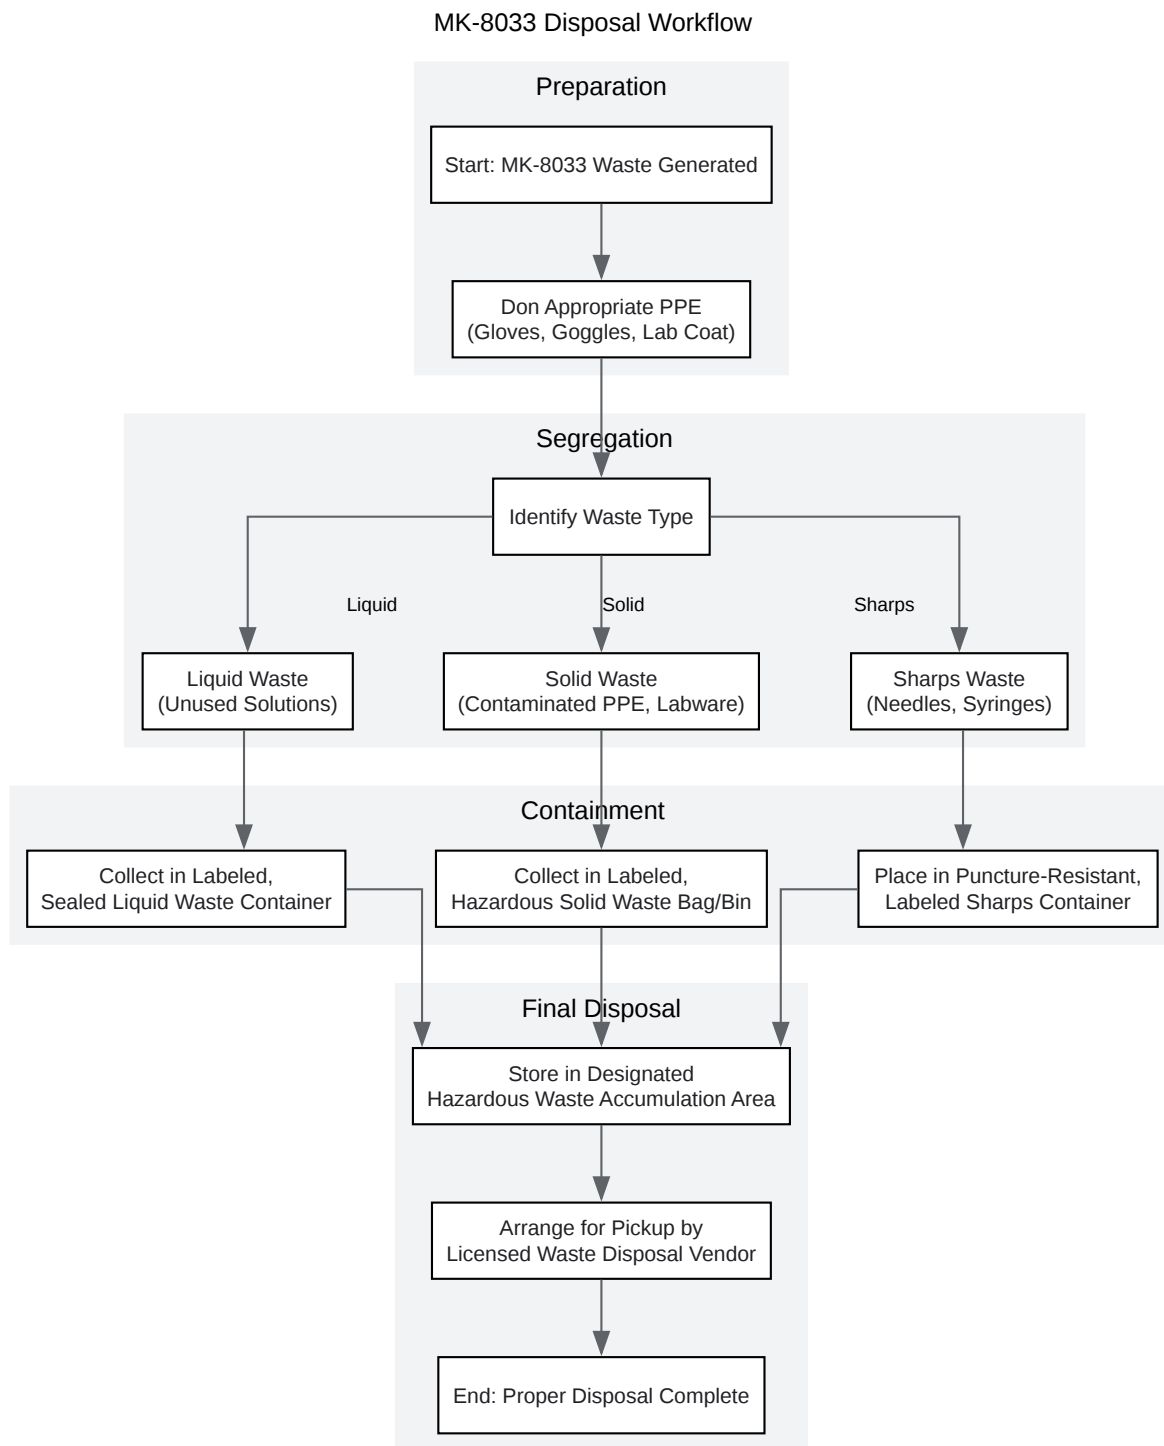 MK-8033 Disposal Workflow
Preparation
Start: MK-8033 Waste Generated
Don Appropriate PPE
(Gloves, Goggles, Lab Coat)
Segregation
Identify Waste Type
Liquid
Solid
Sharps
Liquid Waste
(Unused Solutions)
Solid Waste
(Contaminated PPE, Labware)
Sharps Waste
(Needles, Syringes)
Containment
Collect in Labeled,
Sealed Liquid Waste Container
Collect in Labeled,
Hazardous Solid Waste Bag/Bin
Place in Puncture-Resistant,
Labeled Sharps Container
Final Disposal
Store in Designated
Hazardous Waste Accumulation Area
Arrange for Pickup by
Licensed Waste Disposal Vendor
End: Proper Disposal Complete